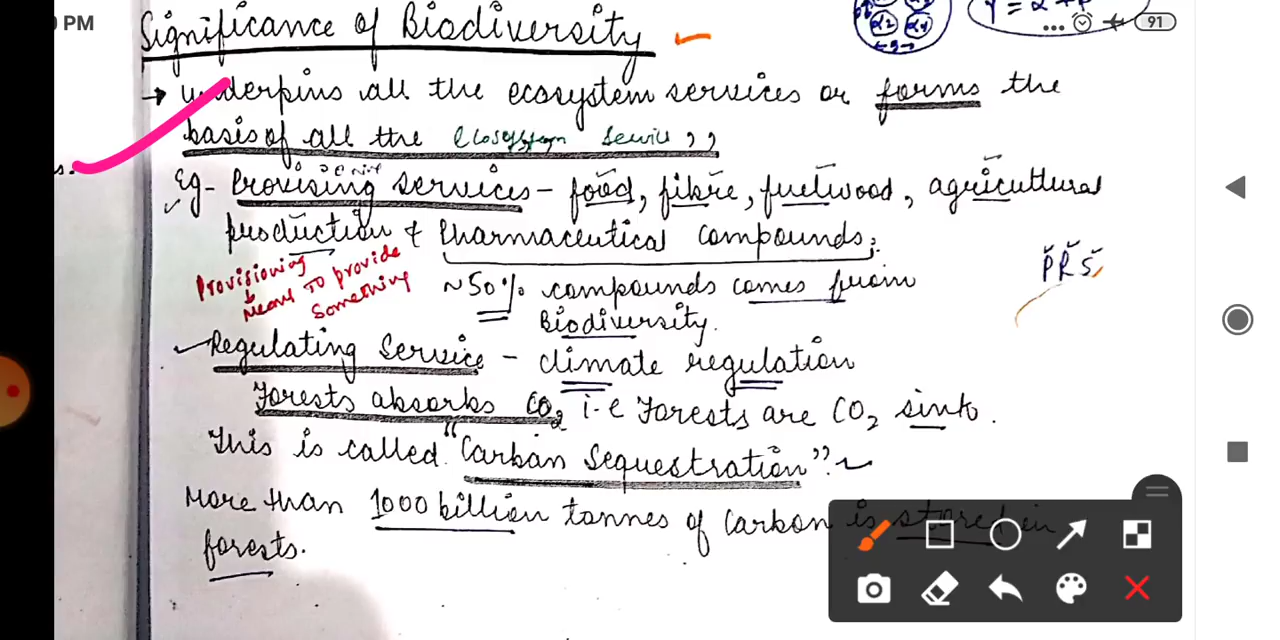 PM
91
Significance of Biodiversity
γ = α
α2
→ underpins all the ecosystem services or forms the
basis of all the Ecosystem Service ,,
s.
Eg- Provising services - food, fibre, fuelwood, agricultural
production & Pharmaceutical compounds;
Provisioning
Means To provide
something
~50% compounds comes from
Biodiversity.
PRS
Regulating Service - climate regulation
Forests absorbs CO2 i.e Forests are CO2 sink.
This is called "Carbon Sequestration".
More than 1000 billion tonnes of carbon is stored in
forests.